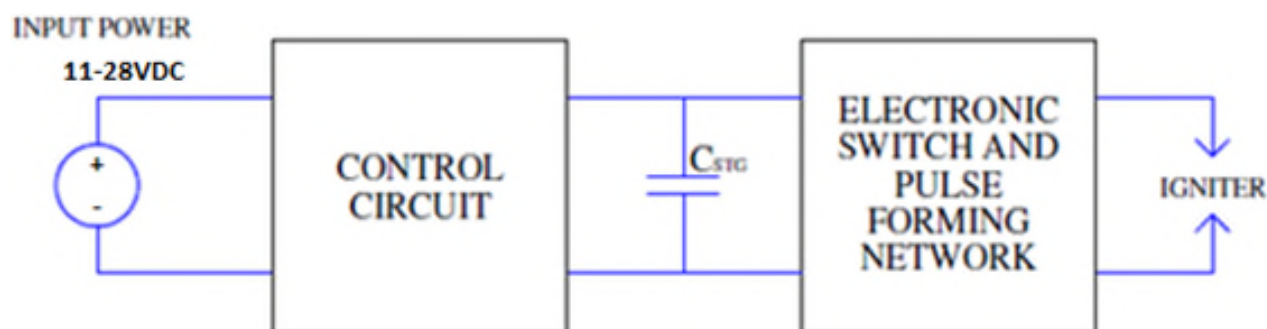 INPUT POWER
11-28VDC
+
-
CONTROL
CIRCUIT
CSTG
ELECTRONIC
SWITCH AND
PULSE
FORMING
NETWORK
IGNITER